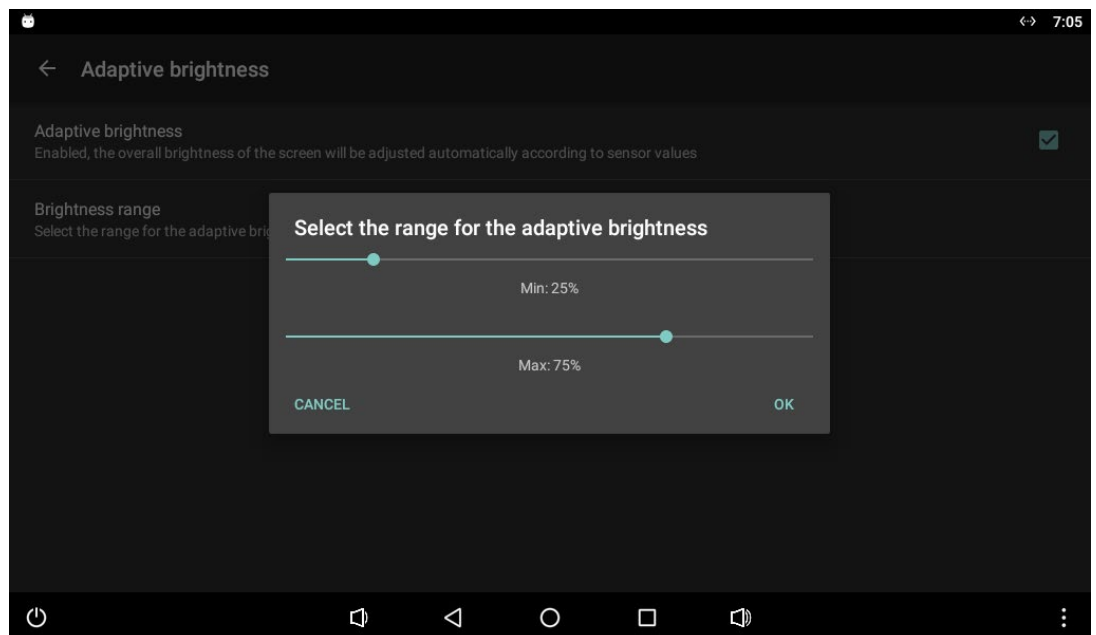 7:05
Adaptive brightness
Adaptive brightness
Enabled, the overall brightness of the screen will be adjusted automatically according to sensor values
Brightness range
Select the range for the adaptive brig
Select the range for the adaptive brightness
Min: 25%
Max: 75%
CANCEL OK